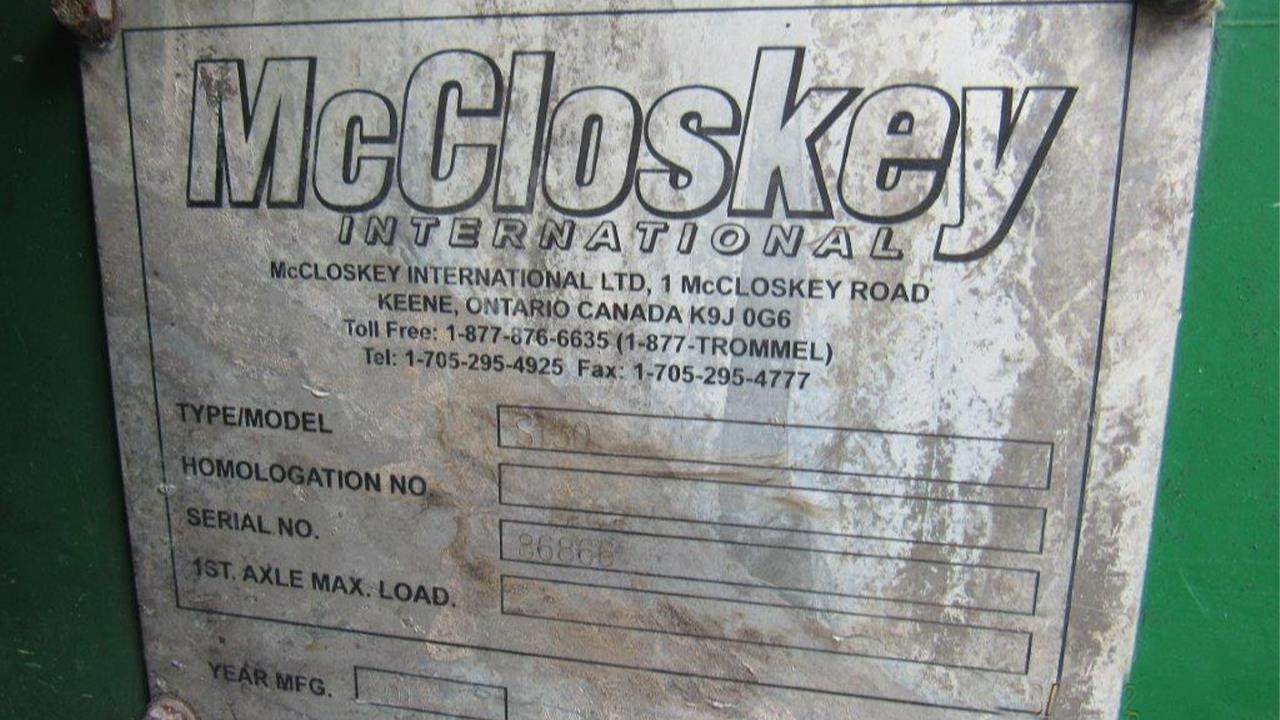 McCloskey
INTERNATIONAL
McCLOSKEY INTERNATIONAL LTD, 1 McCLOSKEY ROAD
KEENE, ONTARIO CANADA K9J 0G6
Toll Free: 1-877-876-6635 (1-877-TROMMEL)
Tel: 1-705-295-4925 Fax: 1-705-295-4777
TYPE/MODEL
HOMOLOGATION NO.
SERIAL NO.
1ST. AXLE MAX. LOAD.
YEAR MFG.